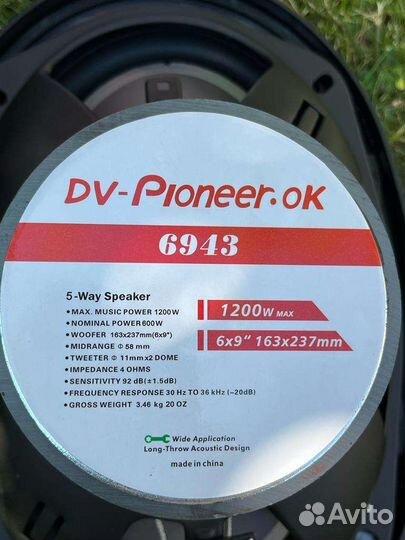 DV-Pioneer.OK
6943
5-Way Speaker
•MAX. MUSIC POWER 1200W
•NOMINAL POWER 600W
•WOOFER 163x237mm(6x9")
•MIDRANGE Φ 58 mm
•TWEETER Φ 11mm x2 DOME
•IMPEDANCE 4 OHMS
•SENSITIVITY 92 dB(±1.5dB)
•FREQUENCY RESPONSE 30 Hz TO 36 kHz (−20dB)
•GROSS WEIGHT 3.46 kg 20 OZ
1200W MAX
6x9" 163x237mm
Wide Application
Long-Throw Acoustic Design
made in china
Avito